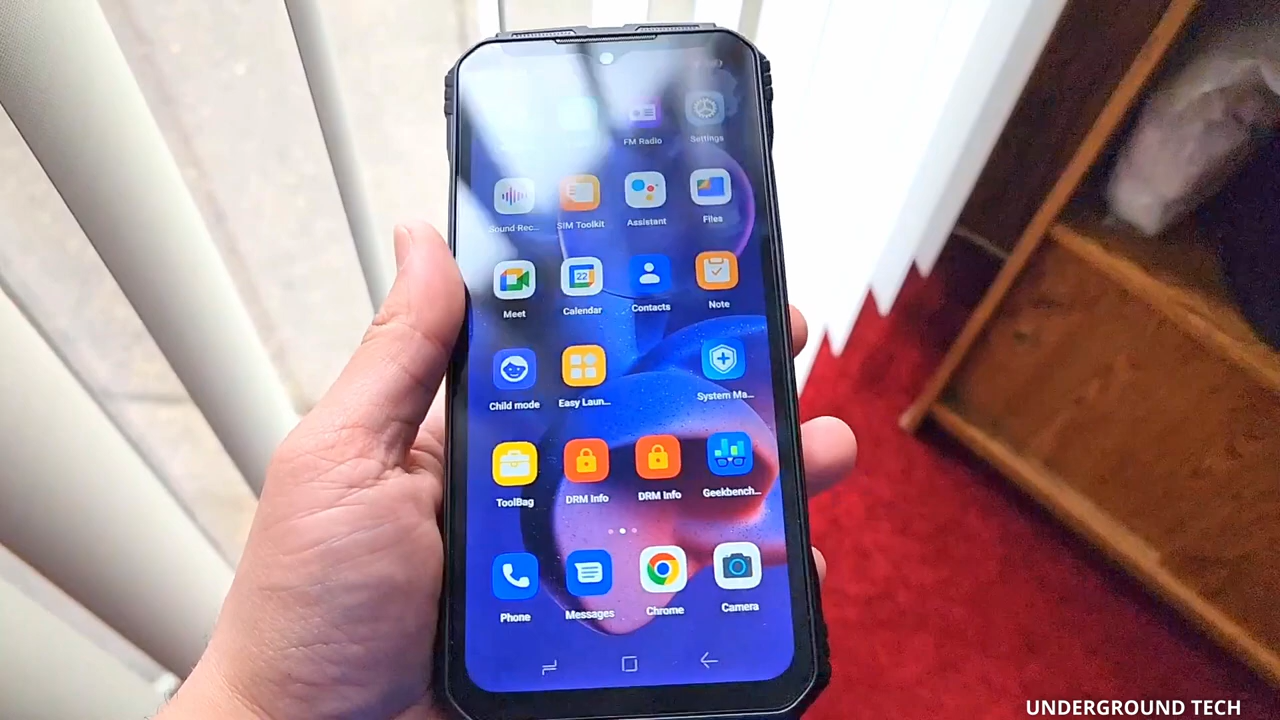 FM Radio
Settings
Sound Rec...
SIM Toolkit
Assistant
Files
Meet
22
Calendar
Contacts
Note
Child mode
Easy Laun...
System Ma...
ToolBag
DRM Info
DRM Info
Geekbench...
Phone
Messages
Chrome
Camera
UNDERGROUND TECH